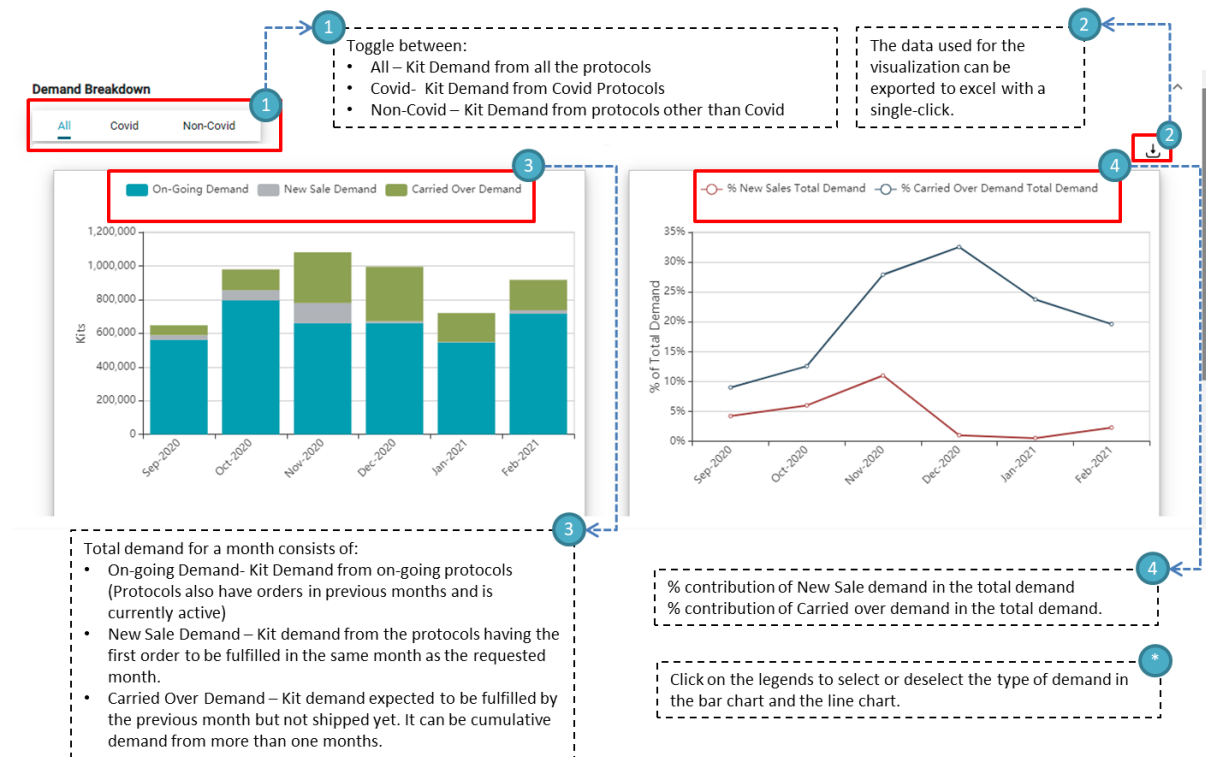 1
Toggle between:
• All – Kit Demand from all the protocols
• Covid- Kit Demand from Covid Protocols
• Non-Covid – Kit Demand from protocols other than Covid
2
The data used for the
visualization can be
exported to excel with a
single-click.
Demand Breakdown
1
All Covid Non-Covid
2
3
On-Going Demand New Sale Demand Carried Over Demand
1,200,000
1,000,000
800,000
600,000
400,000
200,000
0
Kits
Sep-2020 Oct-2020 Nov-2020 Dec-2020 Jan-2021 Feb-2021
4
% New Sales Total Demand % Carried Over Demand Total Demand
35%
30%
25%
20%
15%
10%
5%
0%
% of Total Demand
Sep-2020 Oct-2020 Nov-2020 Dec-2020 Jan-2021 Feb-2021
3
Total demand for a month consists of:
• On-going Demand- Kit Demand from on-going protocols
(Protocols also have orders in previous months and is
currently active)
• New Sale Demand – Kit demand from the protocols having the
first order to be fulfilled in the same month as the requested
month.
• Carried Over Demand – Kit demand expected to be fulfilled by
the previous month but not shipped yet. It can be cumulative
demand from more than one months.
4
% contribution of New Sale demand in the total demand
% contribution of Carried over demand in the total demand.
*
Click on the legends to select or deselect the type of demand in
the bar chart and the line chart.